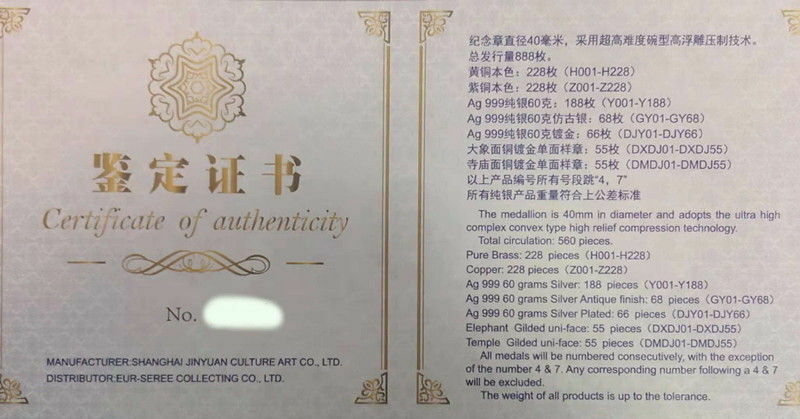 鉴定证书
Certificate of authenticity
No.
MANUFACTURER:SHANGHAI JINYUAN CULTURE ART CO., LTD.
DISTRIBUTOR:EUR-SEREE COLLECTING CO., LTD.
纪念章直径40毫米，采用超高难度碗型高浮雕压制技术。
总发行量888枚。
黄铜本色：228枚（H001-H228）
紫铜本色：228枚（Z001-Z228）
Ag 999纯银60克：188枚（Y001-Y188）
Ag 999纯银60克仿古银：68枚（GY01-GY68）
Ag 999纯银60克镀金：66枚（DJY01-DJY66）
大象面铜镀金单面样章：55枚（DXDJ01-DXDJ55）
寺庙面铜镀金单面样章：55枚（DMDJ01-DMDJ55）
以上产品编号所有号段跳“4，7”
所有纯银产品重量符合上公差标准
The medallion is 40mm in diameter and adopts the ultra high
complex convex type high relief compression technology.
Total circulation: 560 pieces.
Pure Brass: 228 pieces（H001-H228）
Copper: 228 pieces（Z001-Z228）
Ag 999 60 grams Silver: 188 pieces（Y001-Y188）
Ag 999 60 grams Silver Antique finish: 68 pieces（GY01-GY68）
Ag 999 60 grams Silver Plated: 66 pieces（DJY01-DJY66）
Elephant Gilded uni-face: 55 pieces（DXDJ01-DXDJ55）
Temple Gilded uni-face: 55 pieces（DMDJ01-DMDJ55）
All medals will be numbered consecutively, with the exception
of the number 4 & 7. Any corresponding number following a 4 & 7
will be excluded.
The weight of all products is up to the tolerance.